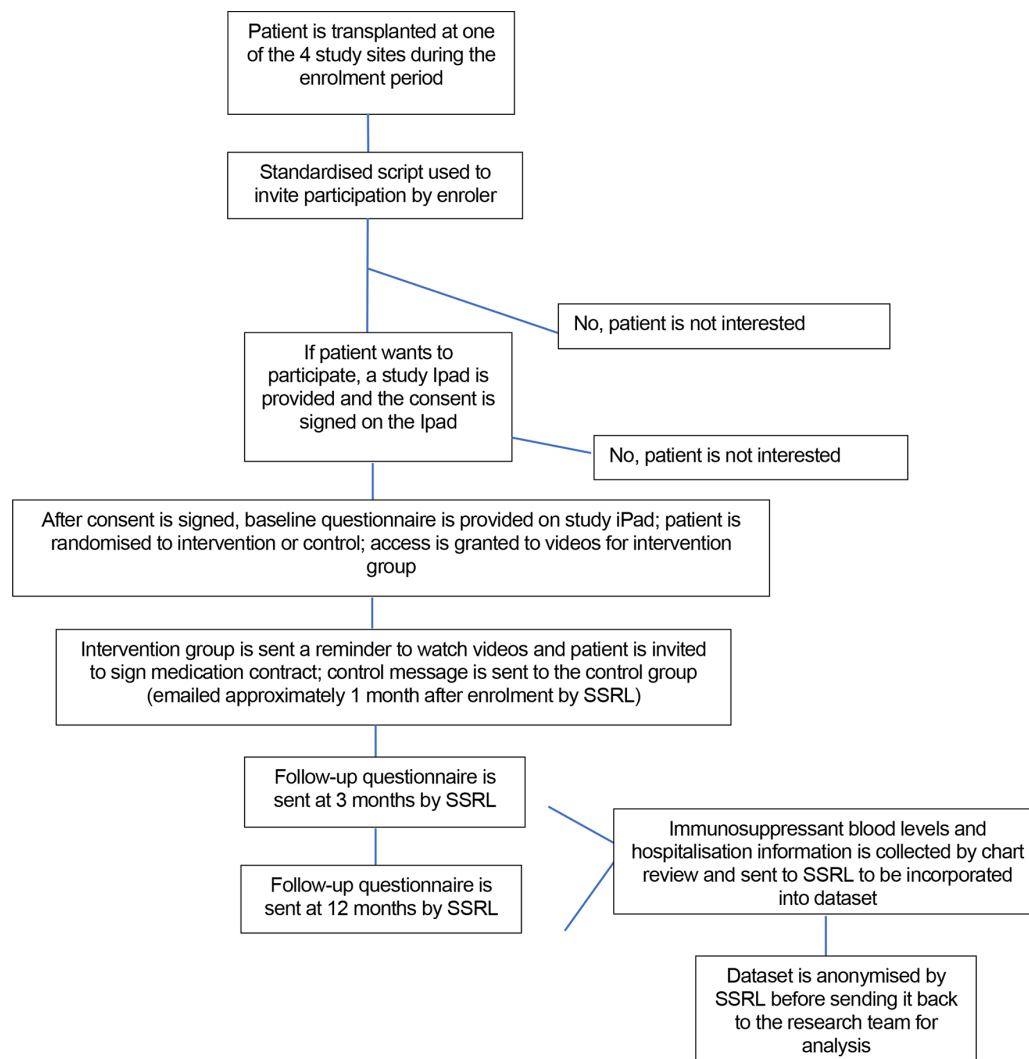 Patient is transplanted at one
of the 4 study sites during the
enrolment period
Standardised script used to
invite participation by enroler
No, patient is not interested
If patient wants to
participate, a study Ipad is
provided and the consent is
signed on the Ipad
No, patient is not interested
After consent is signed, baseline questionnaire is provided on study iPad; patient is
randomised to intervention or control; access is granted to videos for intervention
group
Intervention group is sent a reminder to watch videos and patient is invited
to sign medication contract; control message is sent to the control group
(emailed approximately 1 month after enrolment by SSRL)
Follow-up questionnaire is
sent at 3 months by SSRL
Immunosuppressant blood levels and
hospitalisation information is collected by chart
review and sent to SSRL to be incorporated
into dataset
Follow-up questionnaire is
sent at 12 months by SSRL
Dataset is anonymised by
SSRL before sending it back
to the research team for
analysis